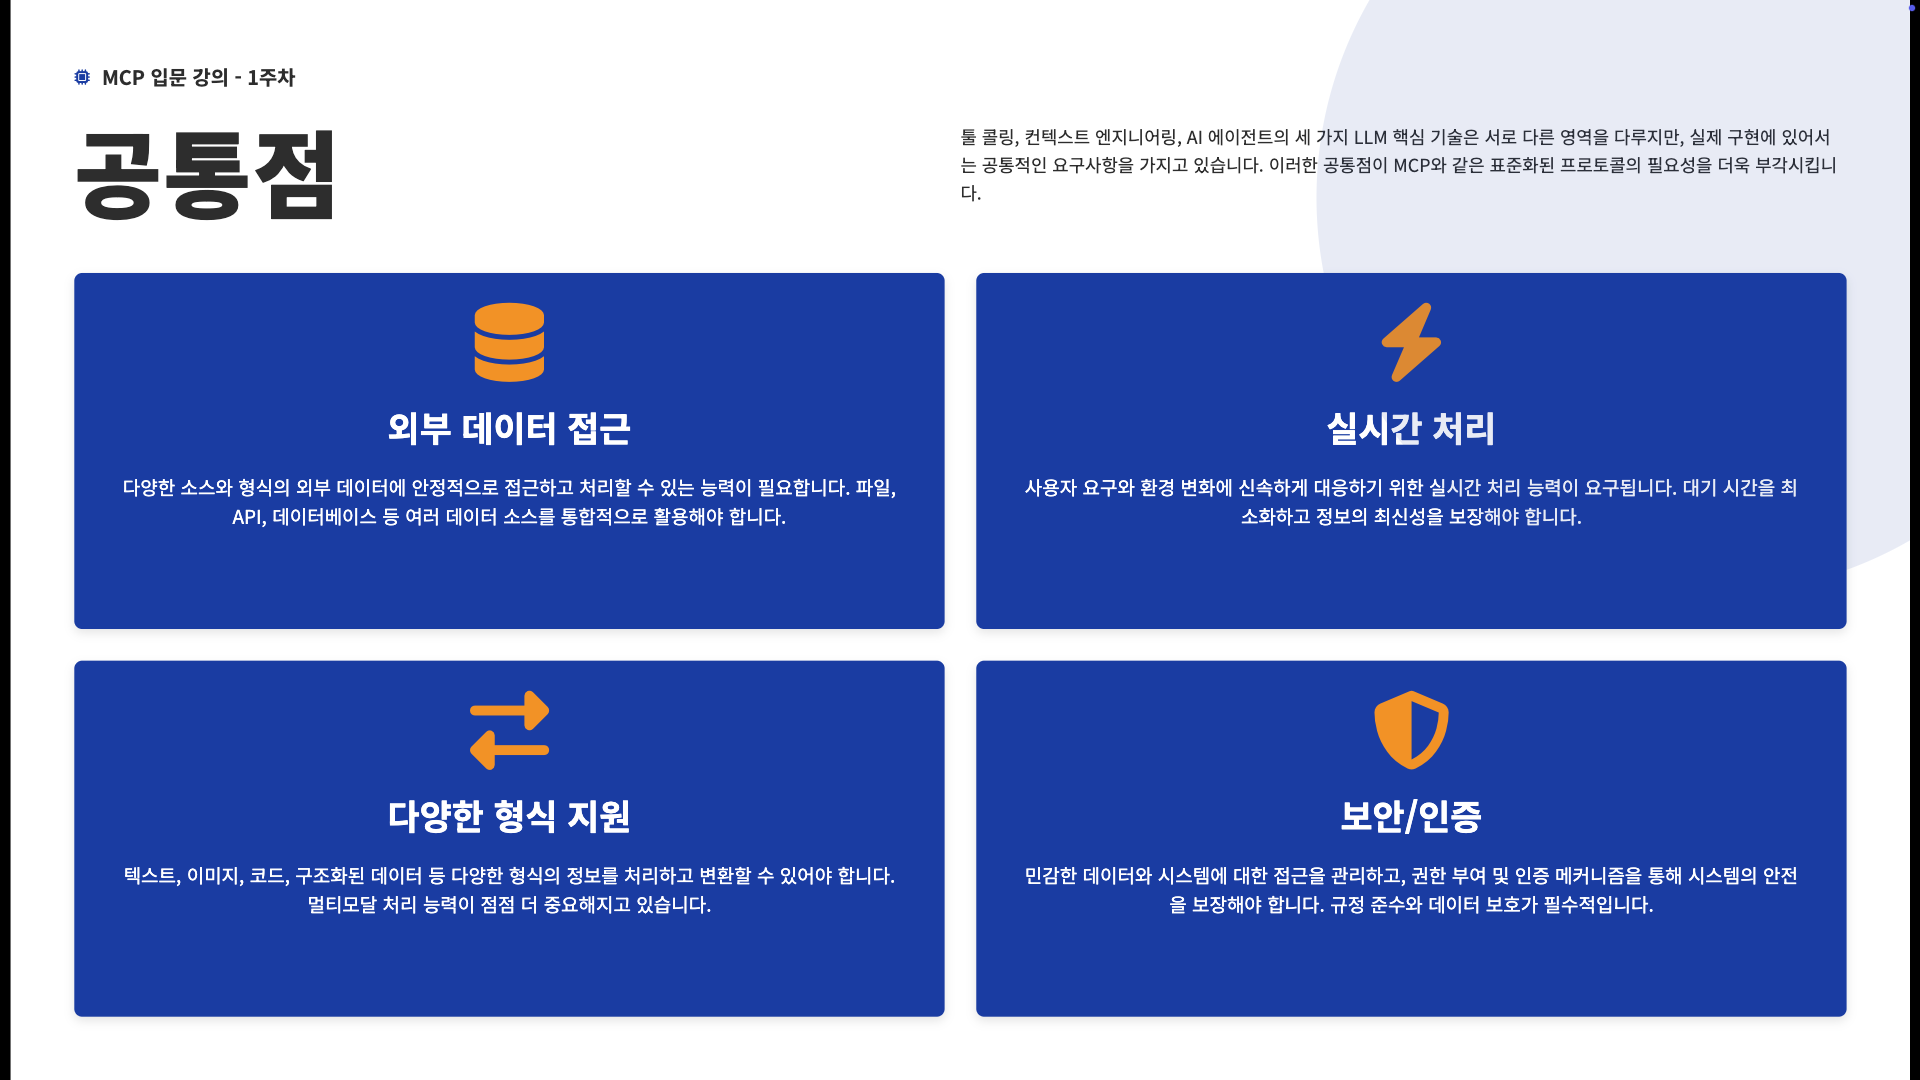 MCP 입문 강의 - 1주차
공통점
툴 콜링, 컨텍스트 엔지니어링, AI 에이전트의 세 가지 LLM 핵심 기술은 서로 다른 영역을 다루지만, 실제 구현에 있어서
는 공통적인 요구사항을 가지고 있습니다. 이러한 공통점이 MCP와 같은 표준화된 프로토콜의 필요성을 더욱 부각시킵니
다.
외부 데이터 접근
다양한 소스와 형식의 외부 데이터에 안정적으로 접근하고 처리할 수 있는 능력이 필요합니다. 파일,
API, 데이터베이스 등 여러 데이터 소스를 통합적으로 활용해야 합니다.
실시간 처리
사용자 요구와 환경 변화에 신속하게 대응하기 위한 실시간 처리 능력이 요구됩니다. 대기 시간을 최
소화하고 정보의 최신성을 보장해야 합니다.
다양한 형식 지원
텍스트, 이미지, 코드, 구조화된 데이터 등 다양한 형식의 정보를 처리하고 변환할 수 있어야 합니다.
멀티모달 처리 능력이 점점 더 중요해지고 있습니다.
보안/인증
민감한 데이터와 시스템에 대한 접근을 관리하고, 권한 부여 및 인증 메커니즘을 통해 시스템의 안전
을 보장해야 합니다. 규정 준수와 데이터 보호가 필수적입니다.